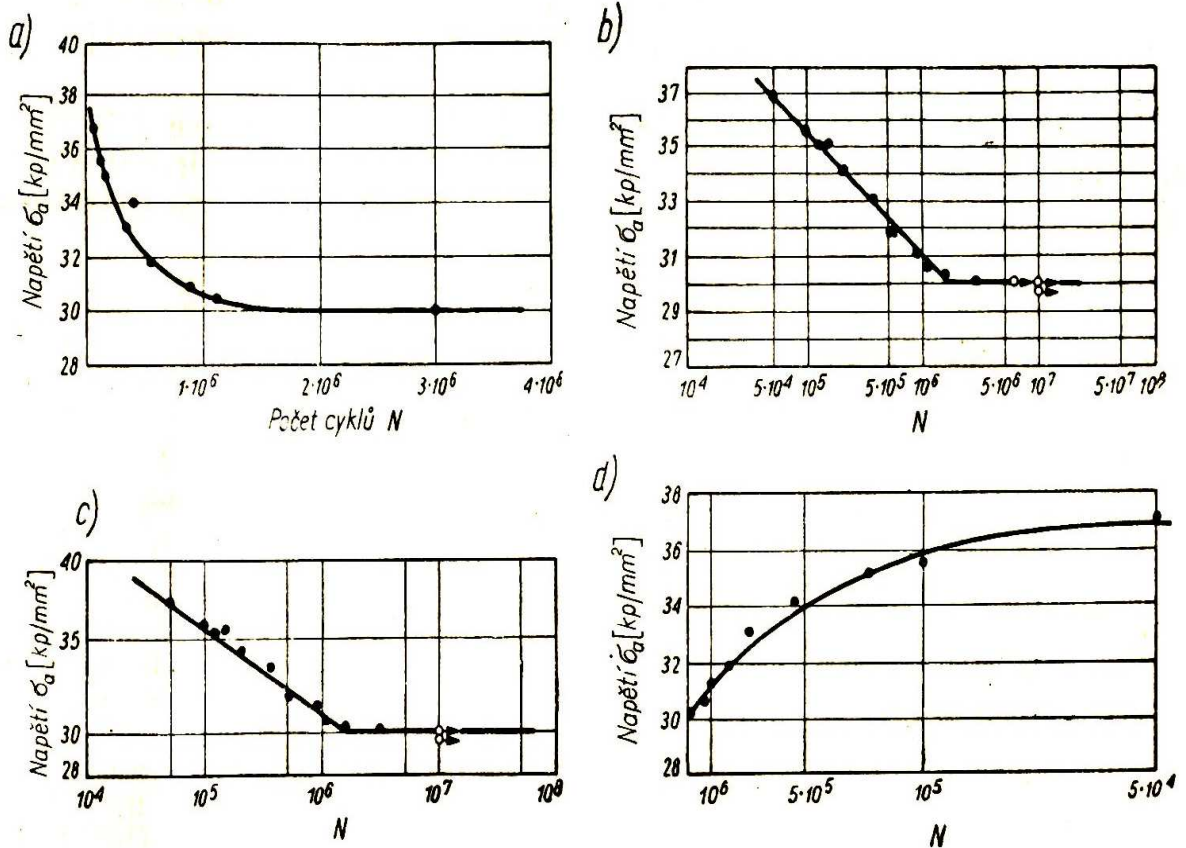 a)
Napětí σₐ [kp/mm²]
40
38
36
34
32
30
28
1·10⁶ 2·10⁶ 3·10⁶ 4·10⁶
Počet cyklů N
b)
Napětí σₐ [kp/mm²]
37
35
33
31
29
27
10⁴ 5·10⁴ 10⁵ 5·10⁵ 10⁶ 5·10⁶ 10⁷ 5·10⁷ 10⁸
N
c)
Napětí σₐ [kp/mm²]
40
35
30
28
10⁴ 10⁵ 10⁶ 10⁷ 10⁸
N
d)
Napětí σₐ [kp/mm²]
38
36
34
32
30
28
10⁶ 5·10⁵ 10⁵ 5·10⁴
N